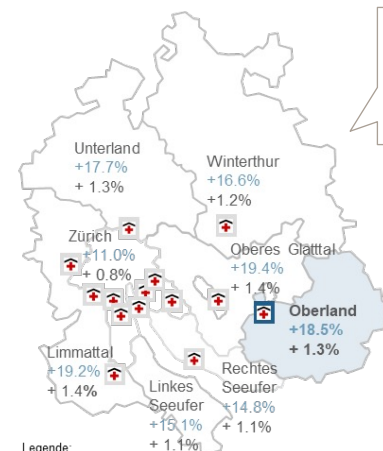 Unterland
+17.7%
+ 1.3%
Winterthur
+16.6%
+1.2%
Zürich
+11.0%
+ 0.8%
Oberes Glatttal
+19.4%
+ 1.4%
Oberland
+18.5%
+ 1.3%
Limmattal
+19.2%
+ 1.4%
Linkes
Seeufer
+15.1%
+ 1.1%
Rechtes
Seeufer
+14.8%
+ 1.1%
Legende: